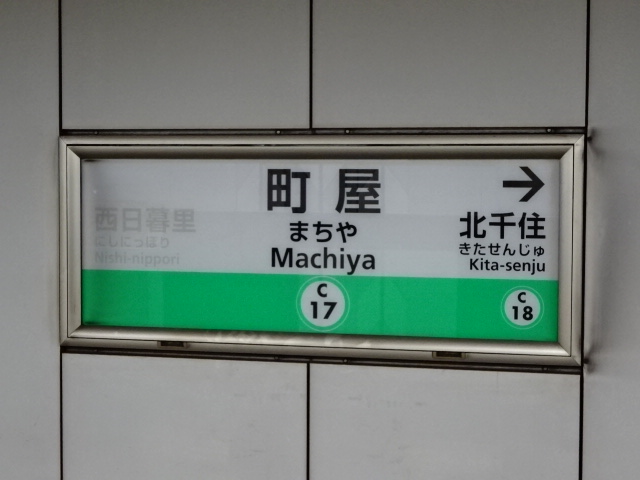 町屋
まちや
Machiya
C
17
→
北千住
きたせんじゅ
Kita-senju
C
18
西日暮里
にしにっぽり
Nishi-nippori